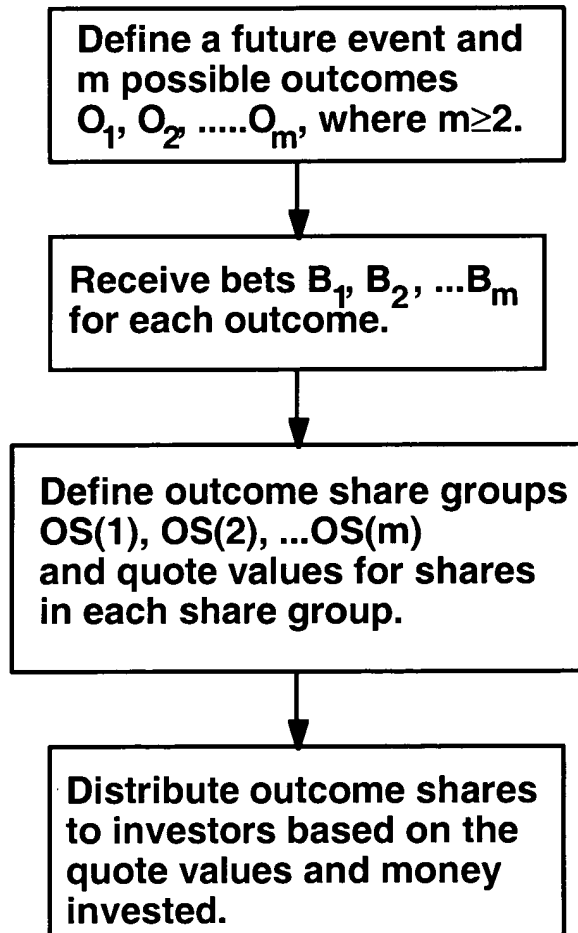 Define a future event and
m possible outcomes
O₁, O₂, .....Oₘ, where m≥2.
Receive bets B₁, B₂, ...Bₘ
for each outcome.
Define outcome share groups
OS(1), OS(2), ...OS(m)
and quote values for shares
in each share group.
Distribute outcome shares
to investors based on the
quote values and money
invested.